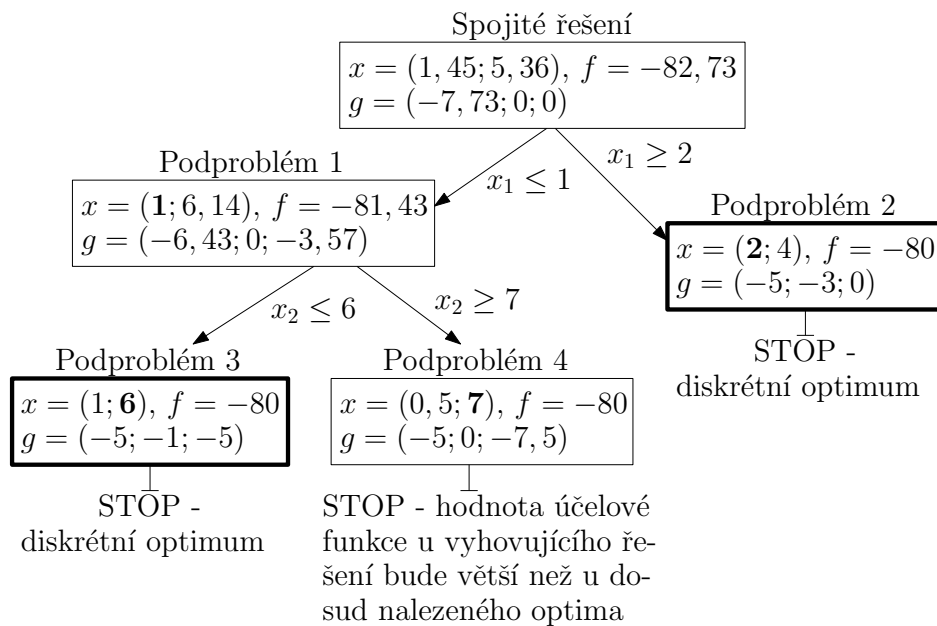 Spojité řešení
x = (1, 45; 5, 36), f = −82, 73
g = (−7, 73; 0; 0)
x₁ ≤ 1
x₁ ≥ 2
Podproblém 1
x = (1; 6, 14), f = −81, 43
g = (−6, 43; 0; −3, 57)
Podproblém 2
x = (2; 4), f = −80
g = (−5; −3; 0)
STOP -
diskrétní optimum
x₂ ≤ 6
x₂ ≥ 7
Podproblém 3
x = (1; 6), f = −80
g = (−5; −1; −5)
STOP -
diskrétní optimum
Podproblém 4
x = (0, 5; 7), f = −80
g = (−5; 0; −7, 5)
STOP - hodnota účelové
funkce u vyhovujícího ře-
šení bude větší než u do-
sud nalezeného optima